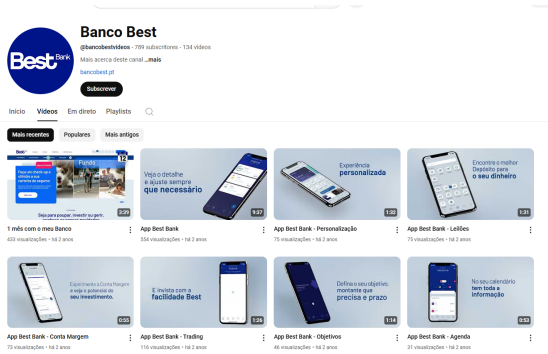 Best Bank
Banco Best
@bancobestvideos · 789 subscritores · 134 vídeos
Mais acerca deste canal ...mais
bancobest.pt
Subscrever
Início Vídeos Em direto Playlists
Mais recentes Populares Mais antigos
Fundo
12
Seja para poupar, investir ou gerir,
3:39
Veja o detalhe
e ajuste sempre
que necessário
9:37
Experiência
personalizada
1:32
Encontre o melhor
Depósito para
o seu dinheiro
1:31
1 mês com o meu Banco
App Best Bank
App Best Bank - Personalização
App Best Bank - Leilões
433 visualizações · há 2 anos
554 visualizações · há 2 anos
75 visualizações · há 2 anos
75 visualizações · há 2 anos
Experimente a Conta Margem
e veja o potencial do
seu investimento.
0:55
E invista com a
facilidade Best
1:26
Defina o seu objetivo,
montante que
precisa e prazo
1:14
No seu calendário
tem toda a
informação
0:53
App Best Bank - Conta Margem
App Best Bank - Trading
App Best Bank - Objetivos
App Best Bank - Agenda
73 visualizações · há 2 anos
116 visualizações · há 2 anos
46 visualizações · há 2 anos
31 visualizações · há 2 anos